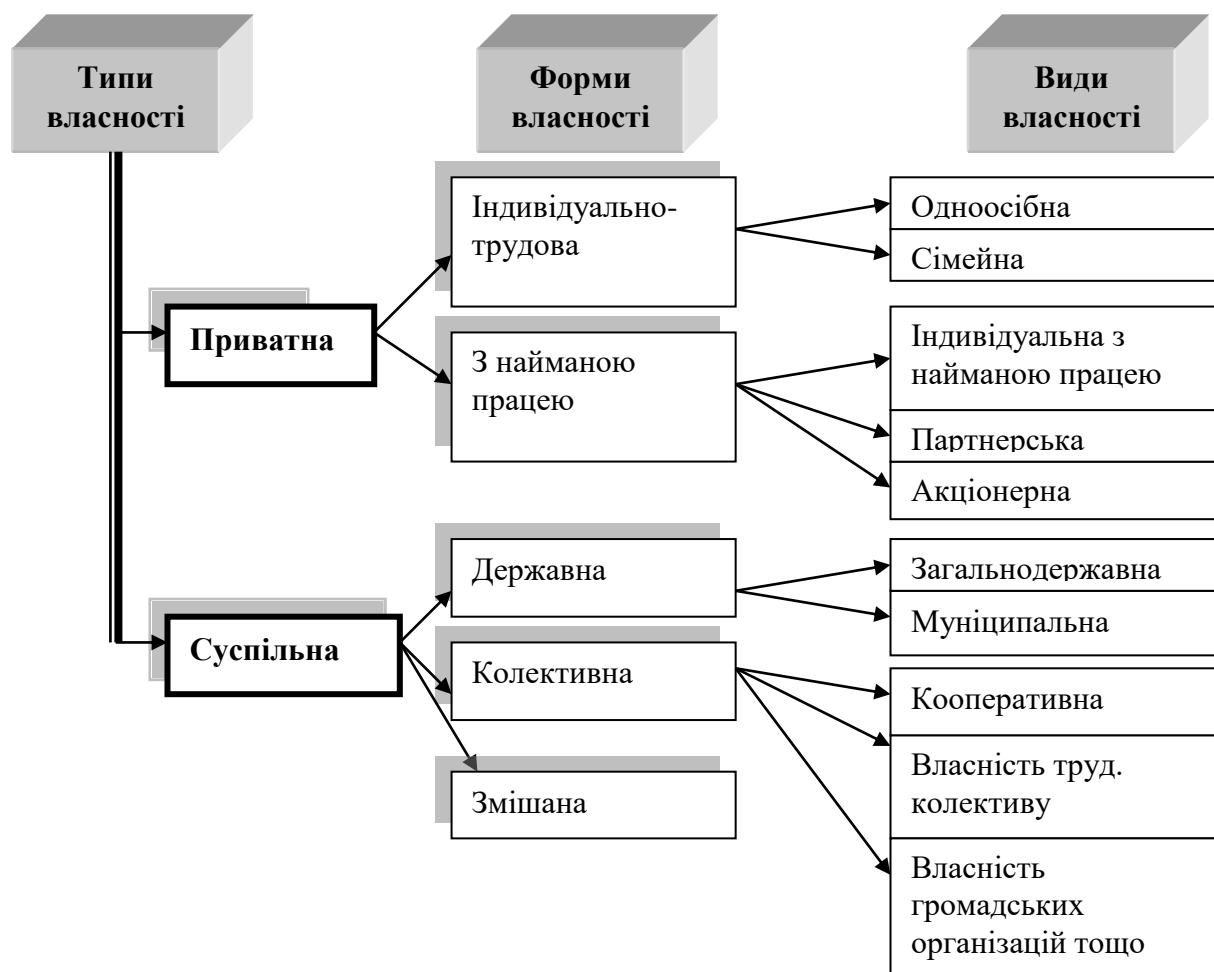 Типи
власності
Форми
власності
Види
власності
Індивідуально-
трудова
Одноосібна
Сімейна
Приватна
З найманою
працею
Індивідуальна з
найманою працею
Партнерська
Акціонерна
Державна
Загальнодержавна
Муніципальна
Суспільна
Колективна
Кооперативна
Власність труд.
колективу
Змішана
Власність
громадських
організацій тощо